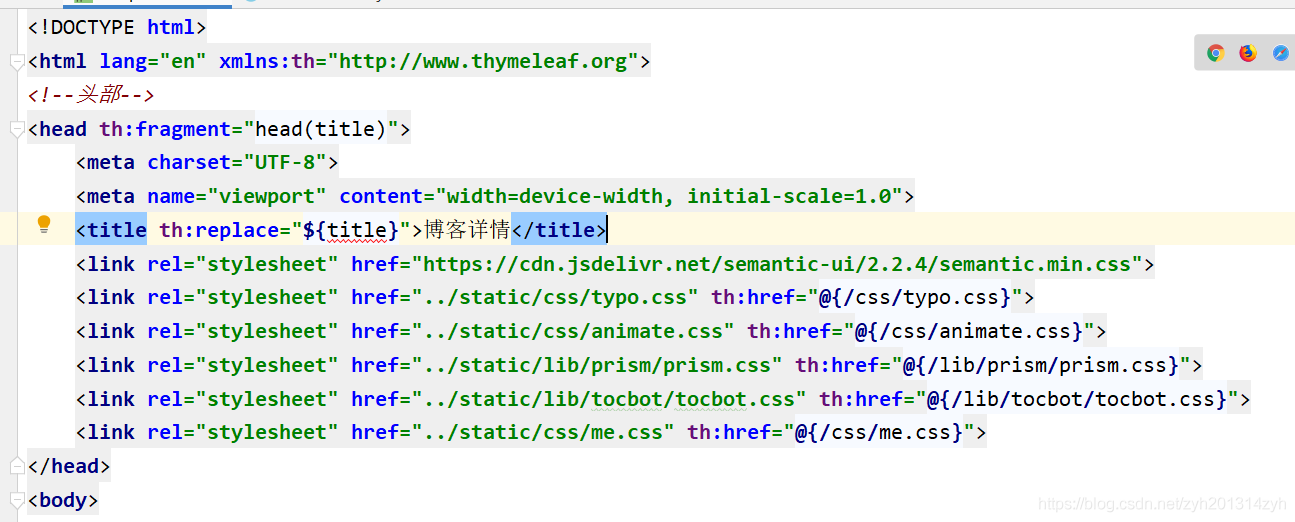 <!DOCTYPE html>
<html lang="en" xmlns:th="http://www.thymeleaf.org">
<!--头部-->
<head th:fragment="head(title)">
    <meta charset="UTF-8">
    <meta name="viewport" content="width=device-width, initial-scale=1.0">
    <title th:replace="${title}">博客详情</title>
    <link rel="stylesheet" href="https://cdn.jsdelivr.net/semantic-ui/2.2.4/semantic.min.css">
    <link rel="stylesheet" href="../static/css/typo.css" th:href="@{/css/typo.css}">
    <link rel="stylesheet" href="../static/css/animate.css" th:href="@{/css/animate.css}">
    <link rel="stylesheet" href="../static/lib/prism/prism.css" th:href="@{/lib/prism/prism.css}">
    <link rel="stylesheet" href="../static/lib/tocbot/tocbot.css" th:href="@{/lib/tocbot/tocbot.css}">
    <link rel="stylesheet" href="../static/css/me.css" th:href="@{/css/me.css}">
</head>
<body>
https://blog.csdn.net/zyh201314zyh